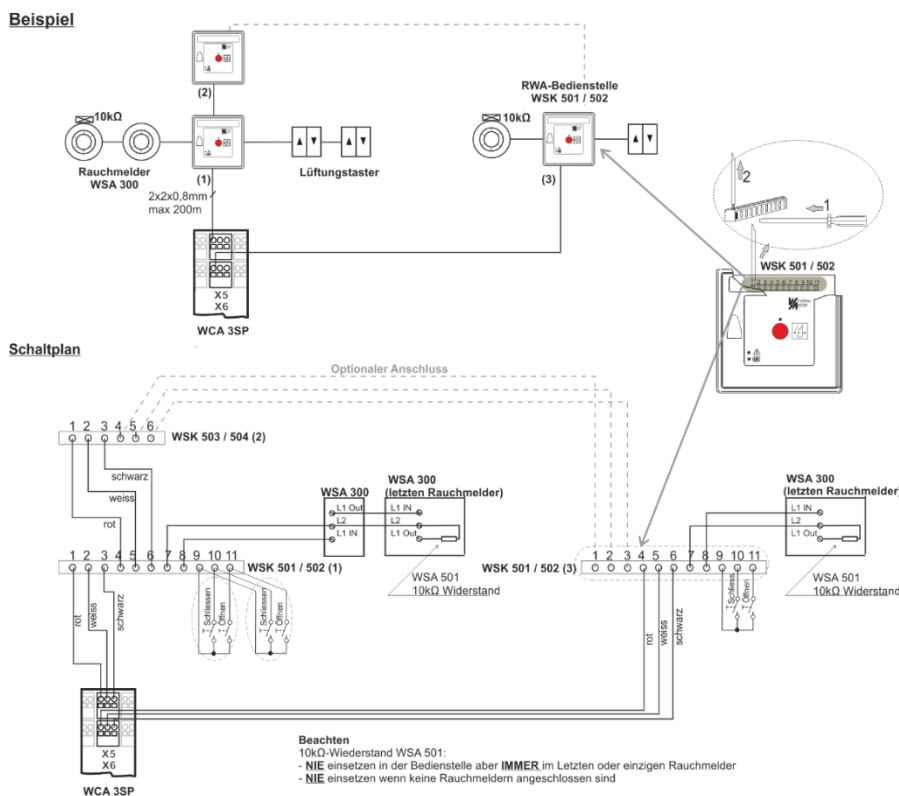 Beispiel
(2)
RWA-Bedienstelle
WSK 501 / 502
10kΩ
10kΩ
Rauchmelder
WSA 300
(1)
Lüftungstaster
(3)
2x2x0,8mm
max 200m
2
1
X5
X6
WSK 501 / 502
WCA 3SP
Schaltplan
Optionaler Anschluss
1 2 3 4 5 6
WSK 503 / 504 (2)
schwarz
weiss
rot
WSA 300
WSA 300
(letzten Rauchmelder)
WSA 300
(letzten Rauchmelder)
L1 Out
L2
L1 IN
L1 IN
L2
L1 Out
L1 IN
L2
L1 Out
1 2 3 4 5 6 7 8 9 10 11
WSK 501 / 502 (1)
WSA 501
10kΩ Widerstand
WSK 501 / 502 (3)
1 2 3 4 5 6 7 8 9 10 11
WSA 501
10kΩ Widerstand
rot
weiss
schwarz
Schliessen
Öffnen
Schliessen
Öffnen
rot
weiss
schwarz
Schliess.
Öffnen
X5
X6
WCA 3SP
Beachten
10kΩ-Wiederstand WSA 501:
- NIE einsetzen in der Bedienstelle aber IMMER im Letzten oder einzigen Rauchmelder
- NIE einsetzen wenn keine Rauchmeldern angeschlossen sind